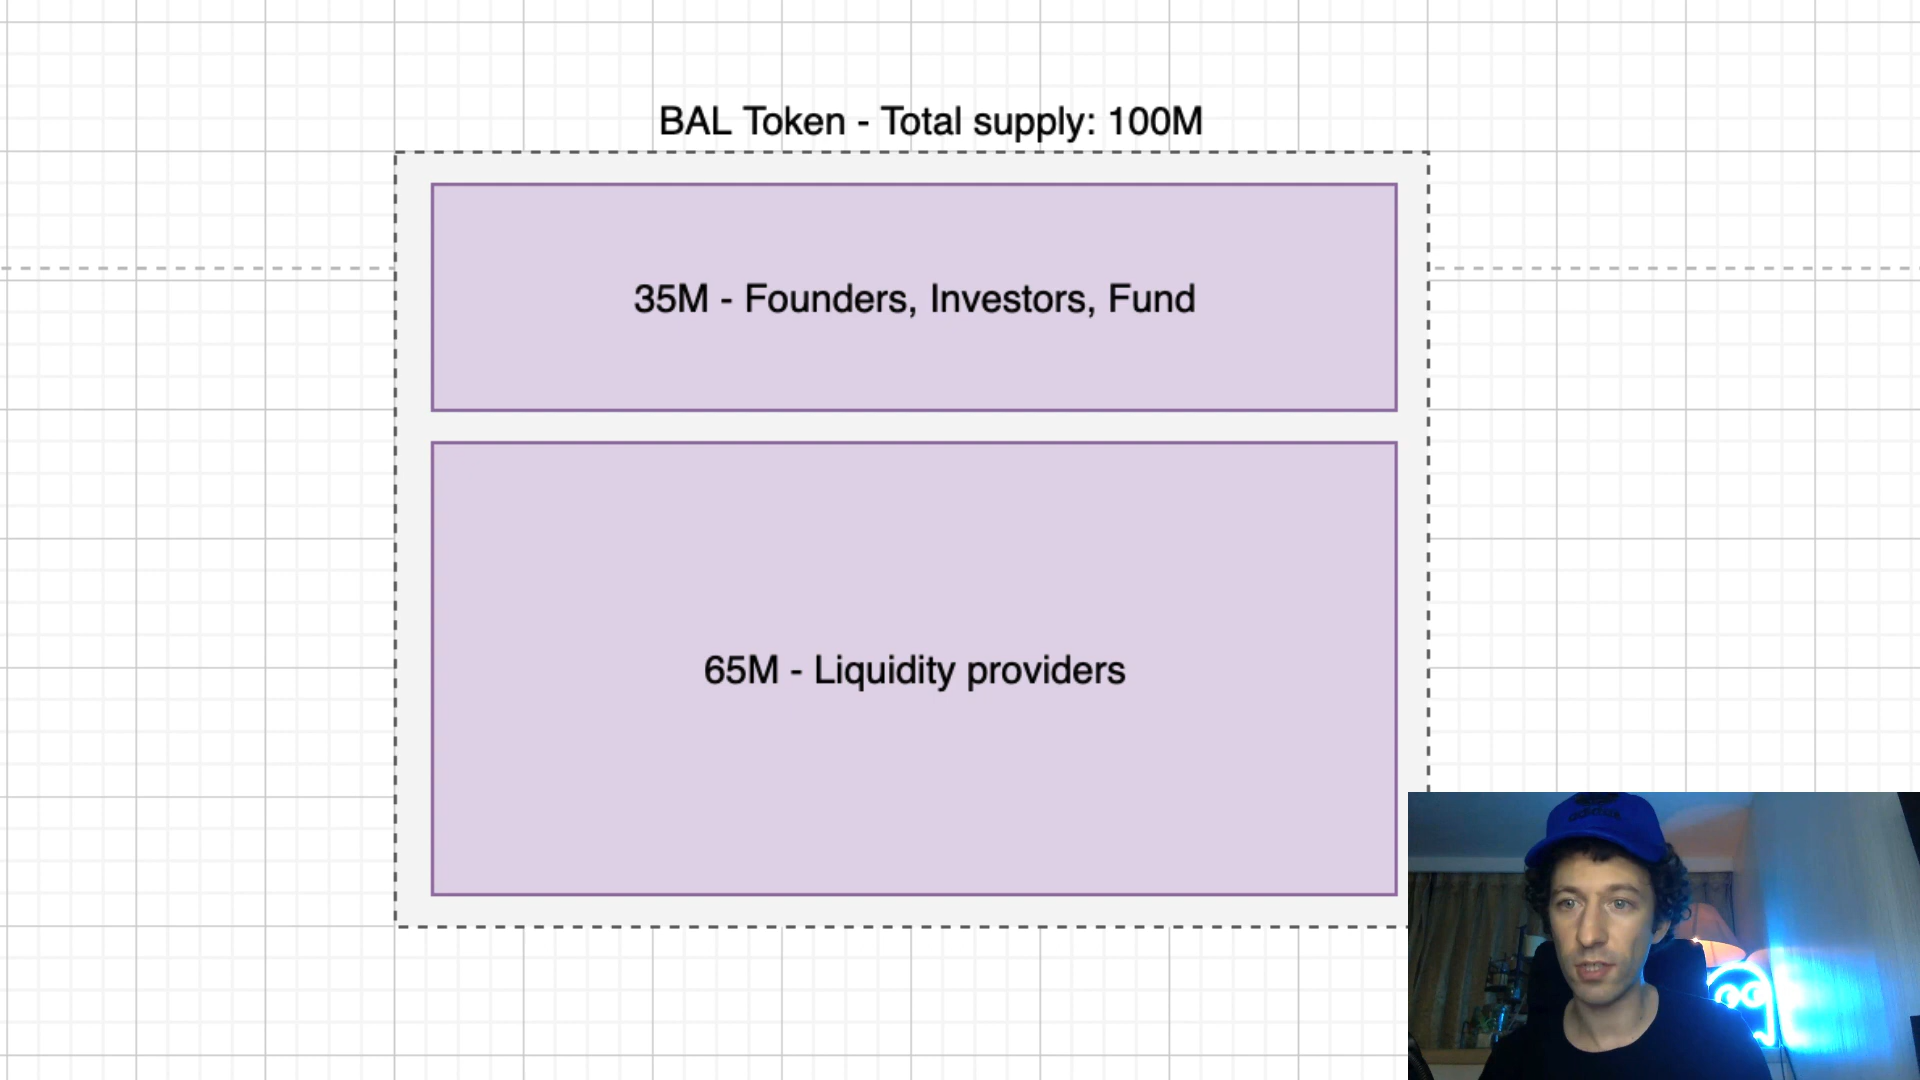 BAL Token - Total supply: 100M
35M - Founders, Investors, Fund
65M - Liquidity providers